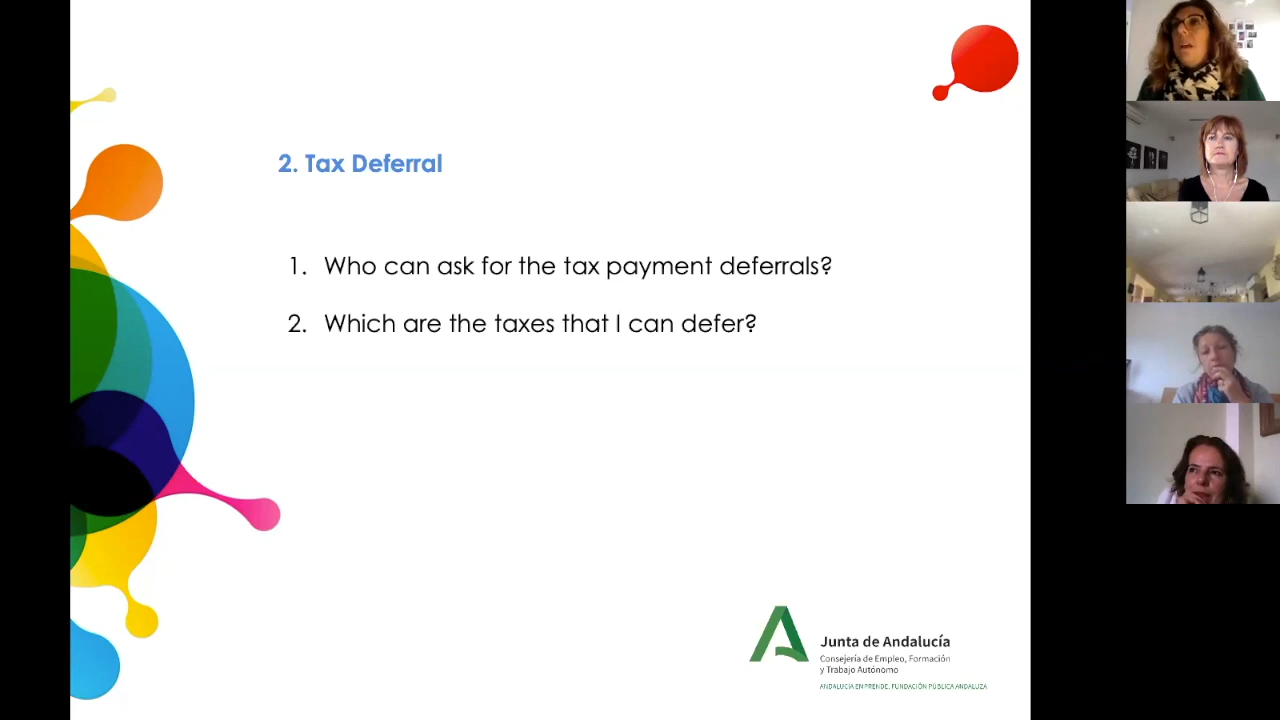 2. Tax Deferral
1. Who can ask for the tax payment deferrals?
2. Which are the taxes that I can defer?
Junta de Andalucía
Consejería de Empleo, Formación
y Trabajo Autónomo
ANDALUCÍA EMPRENDE, FUNDACIÓN PÚBLICA ANDALUZA